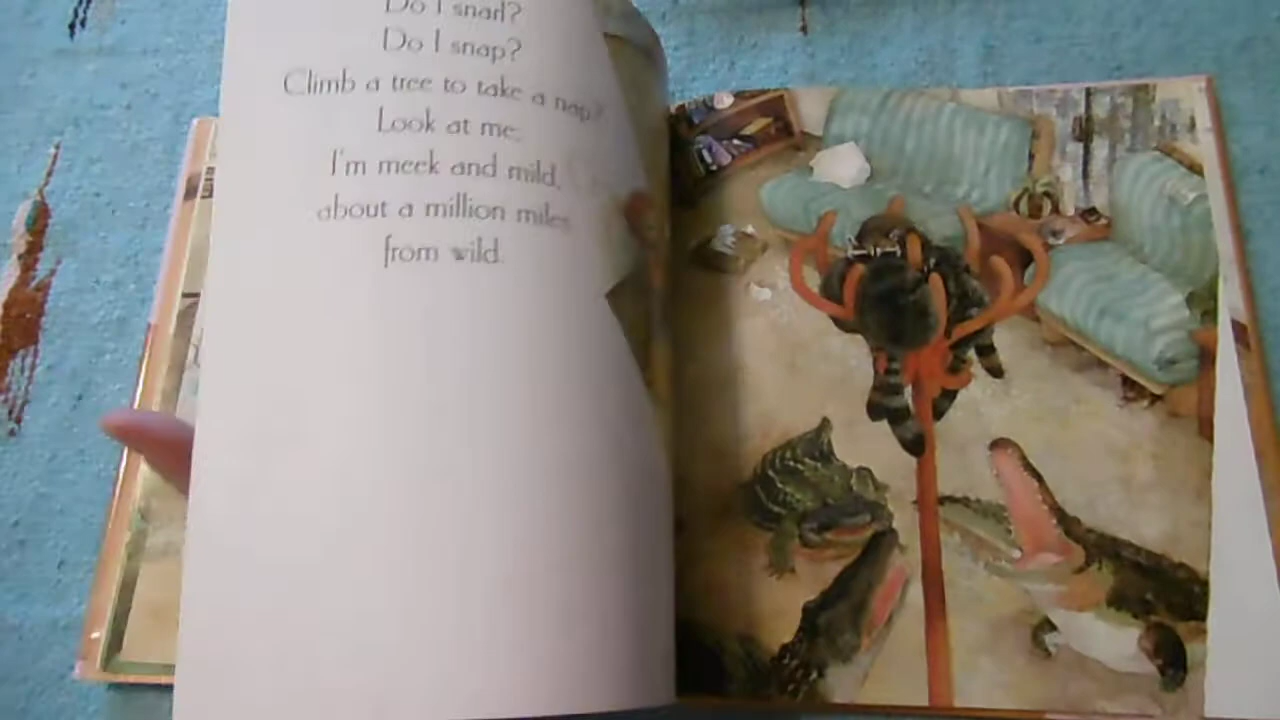 Do I snarl?
Do I snap?
Climb a tree to take a nap?
Look at me:
I'm meek and mild,
about a million miles
from wild.